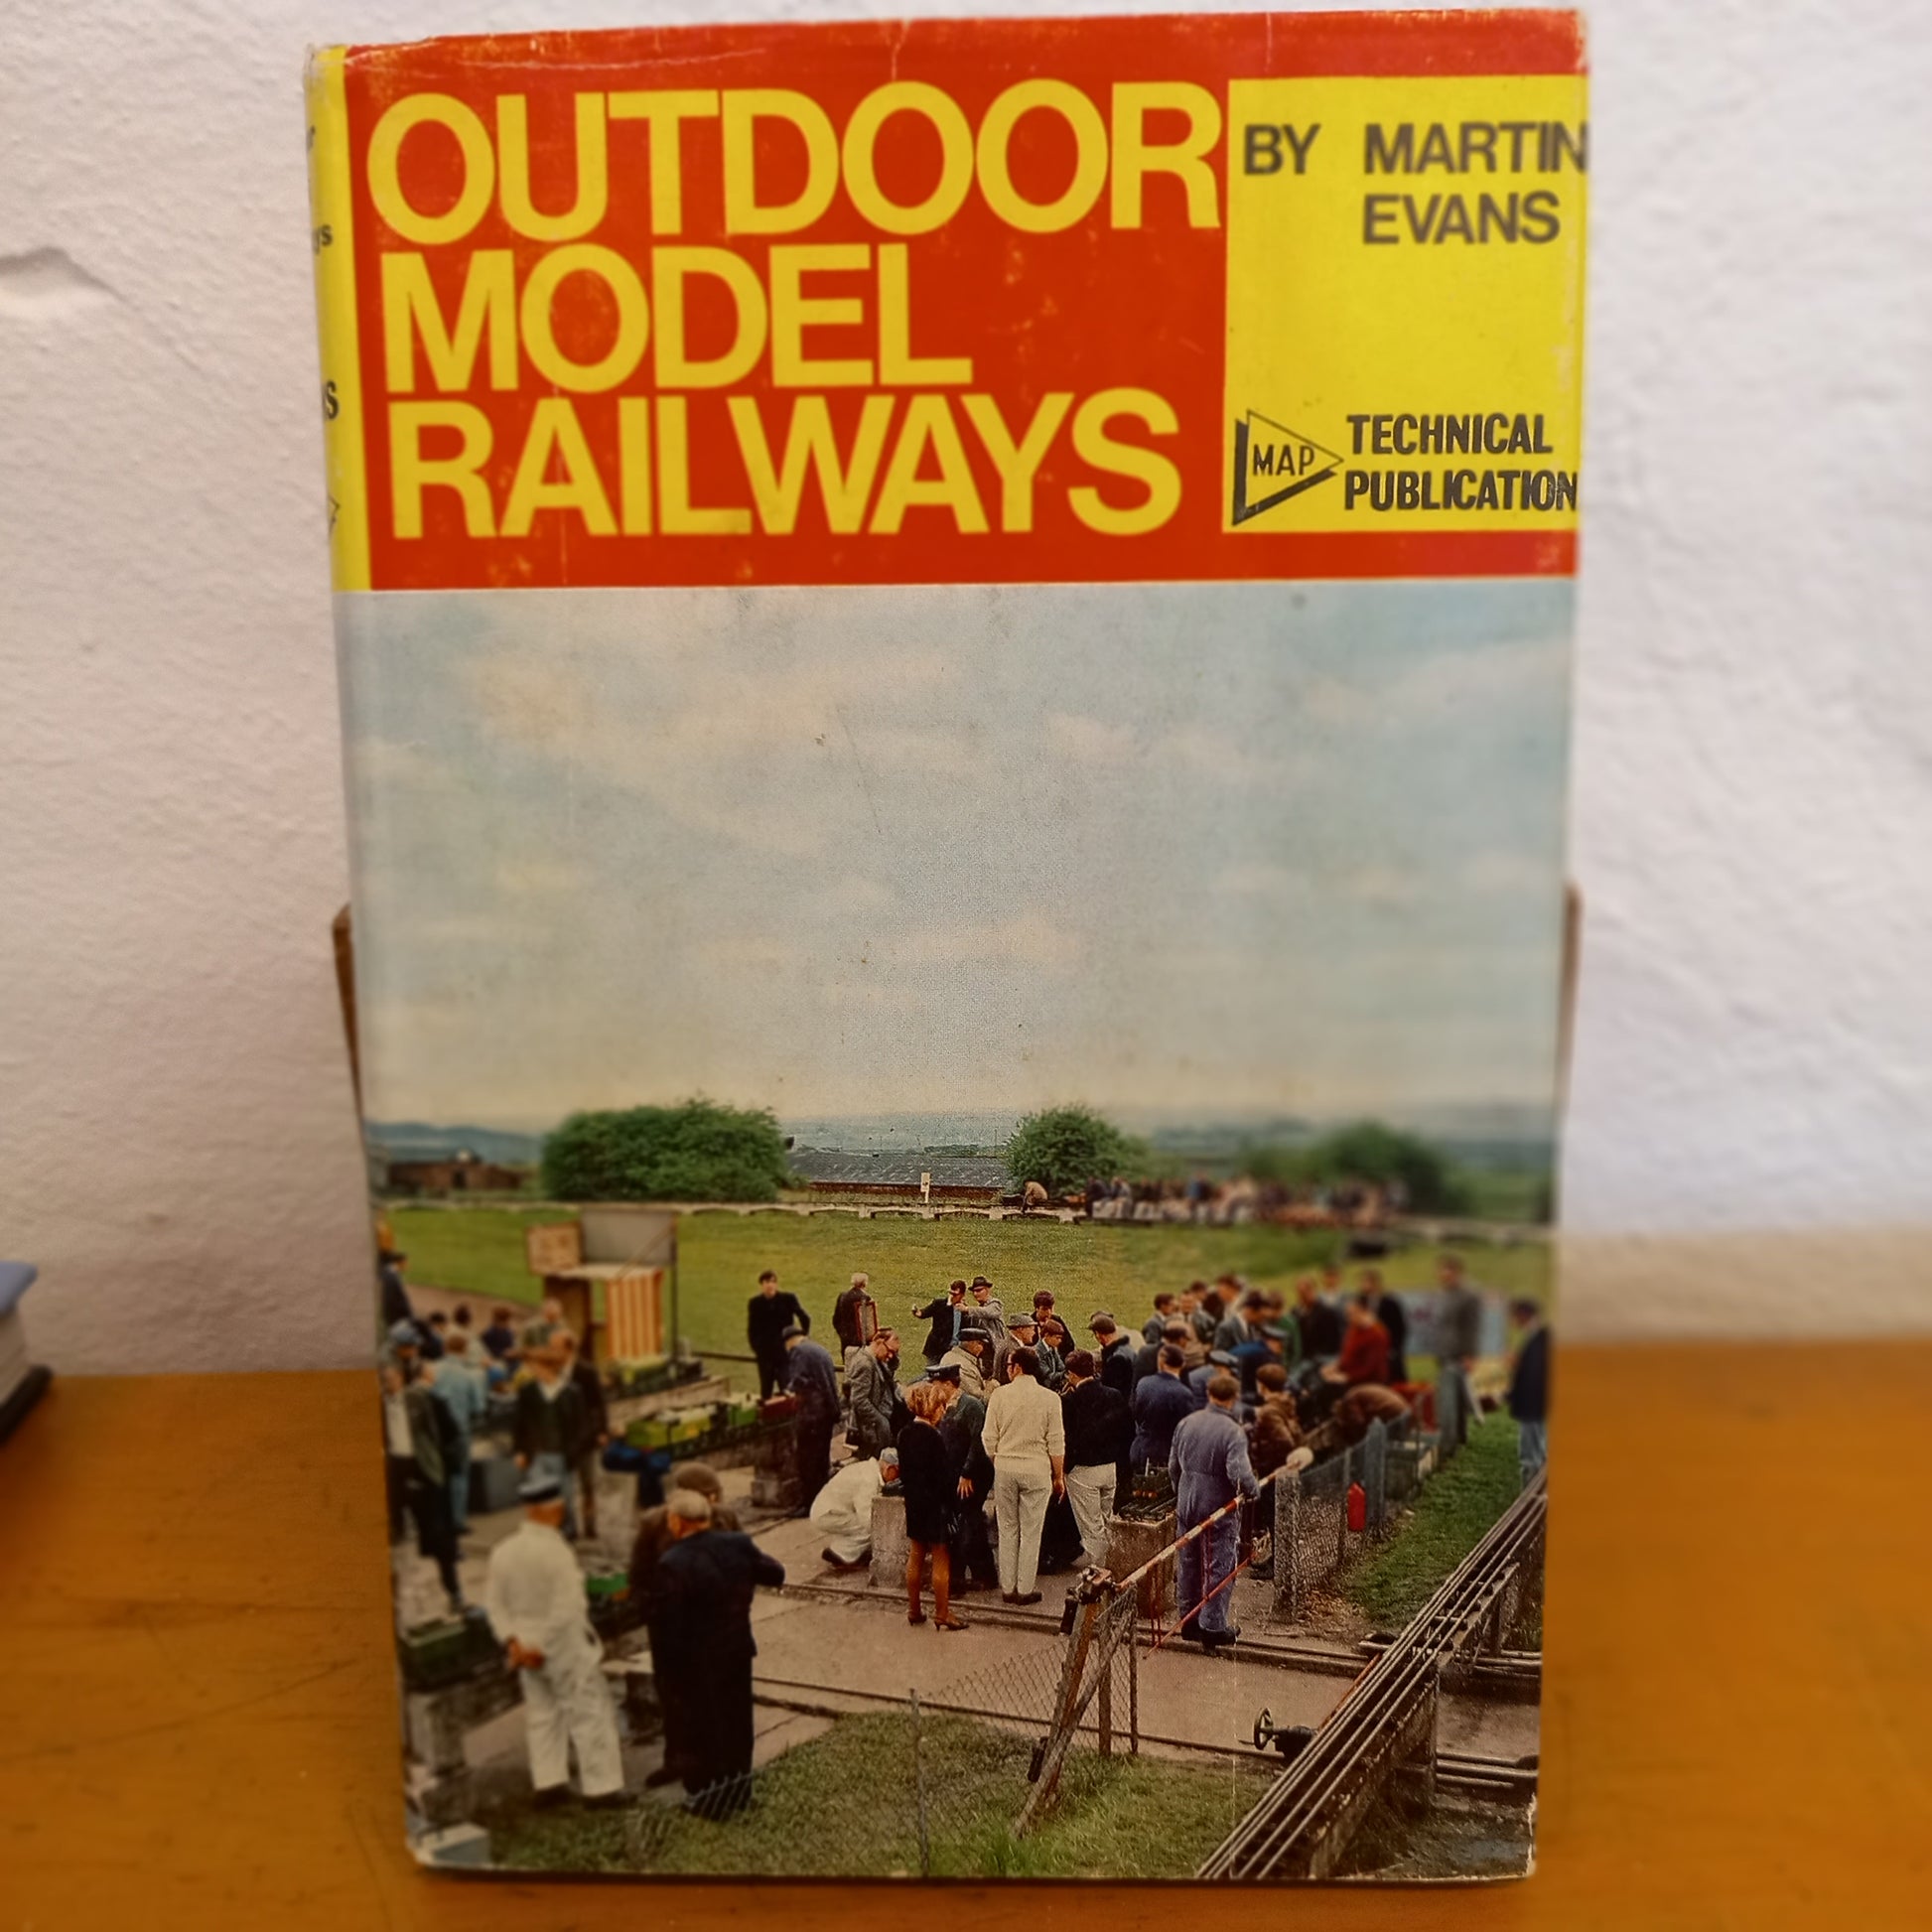 OUTDOOR
MODEL
RAILWAYS
BY MARTIN
EVANS
MAP
TECHNICAL
PUBLICATION